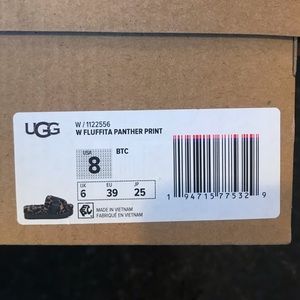 UGG
W / 1122556
W FLUFFITA PANTHER PRINT
USA
8
BTC
UK EU JP
6 39 25
MADE IN VIETNAM
FABRIQUÉ EN VIETNAM
1 94715 77532 9